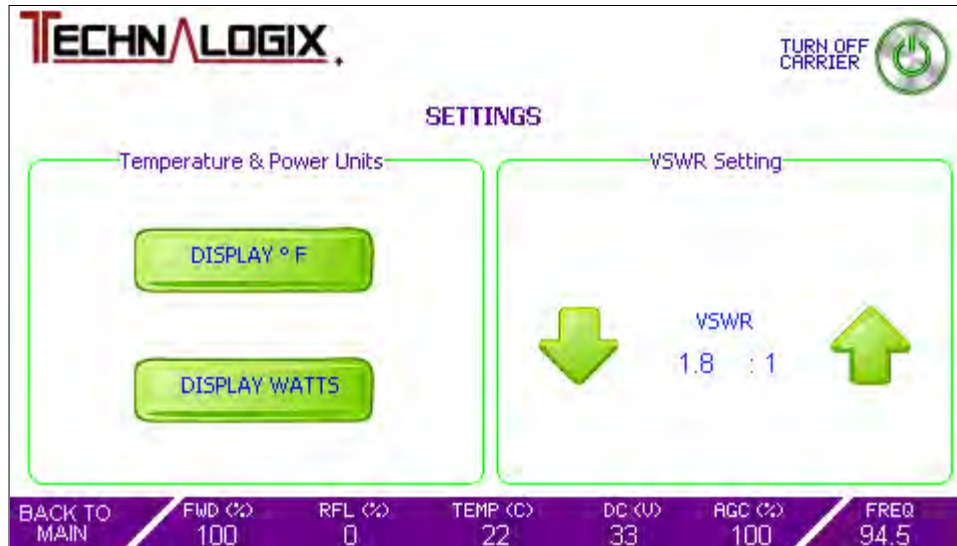 TECHNALOGIX.
TURN OFF
CARRIER
SETTINGS
Temperature & Power Units
VSWR Setting
DISPLAY ° F
DISPLAY WATTS
VSWR
1.8 : 1
BACK TO
MAIN
FWD (%) RFL (%) TEMP (C) DC (V) AGC (%) FREQ
100 0 22 33 100 94.5